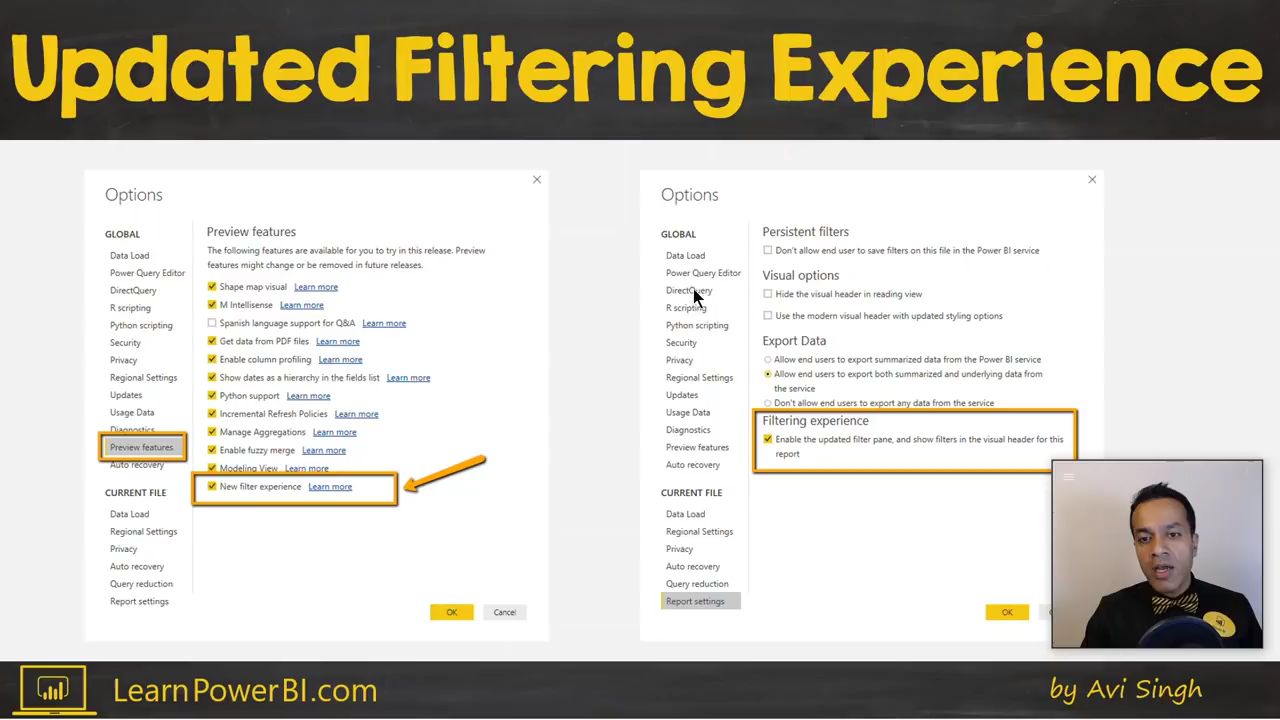 Updated Filtering Experience
Options
GLOBAL
Data Load
Power Query Editor
DirectQuery
R scripting
Python scripting
Security
Privacy
Regional Settings
Updates
Usage Data
Diagnostics
Preview features
Auto recovery
CURRENT FILE
Data Load
Regional Settings
Privacy
Auto recovery
Query reduction
Report settings
Preview features
The following features are available for you to try in this release. Preview
features might change or be removed in future releases.
Shape map visual Learn more
M Intellisense Learn more
Spanish language support for Q&A Learn more
Get data from PDF files Learn more
Enable column profiling Learn more
Show dates as a hierarchy in the fields list Learn more
Python support Learn more
Incremental Refresh Policies Learn more
Manage Aggregations Learn more
Enable fuzzy merge Learn more
Modeling View Learn more
New filter experience Learn more
OK Cancel
Options
GLOBAL
Data Load
Power Query Editor
DirectQuery
R scripting
Python scripting
Security
Privacy
Regional Settings
Updates
Usage Data
Diagnostics
Preview features
Auto recovery
CURRENT FILE
Data Load
Regional Settings
Privacy
Auto recovery
Query reduction
Report settings
Persistent filters
Don't allow end user to save filters on this file in the Power BI service
Visual options
Hide the visual header in reading view
Use the modern visual header with updated styling options
Export Data
Allow end users to export summarized data from the Power BI service
Allow end users to export both summarized and underlying data from
the service
Don't allow end users to export any data from the service
Filtering experience
Enable the updated filter pane, and show filters in the visual header for this
report
OK
LearnPowerBI.com
by Avi Singh